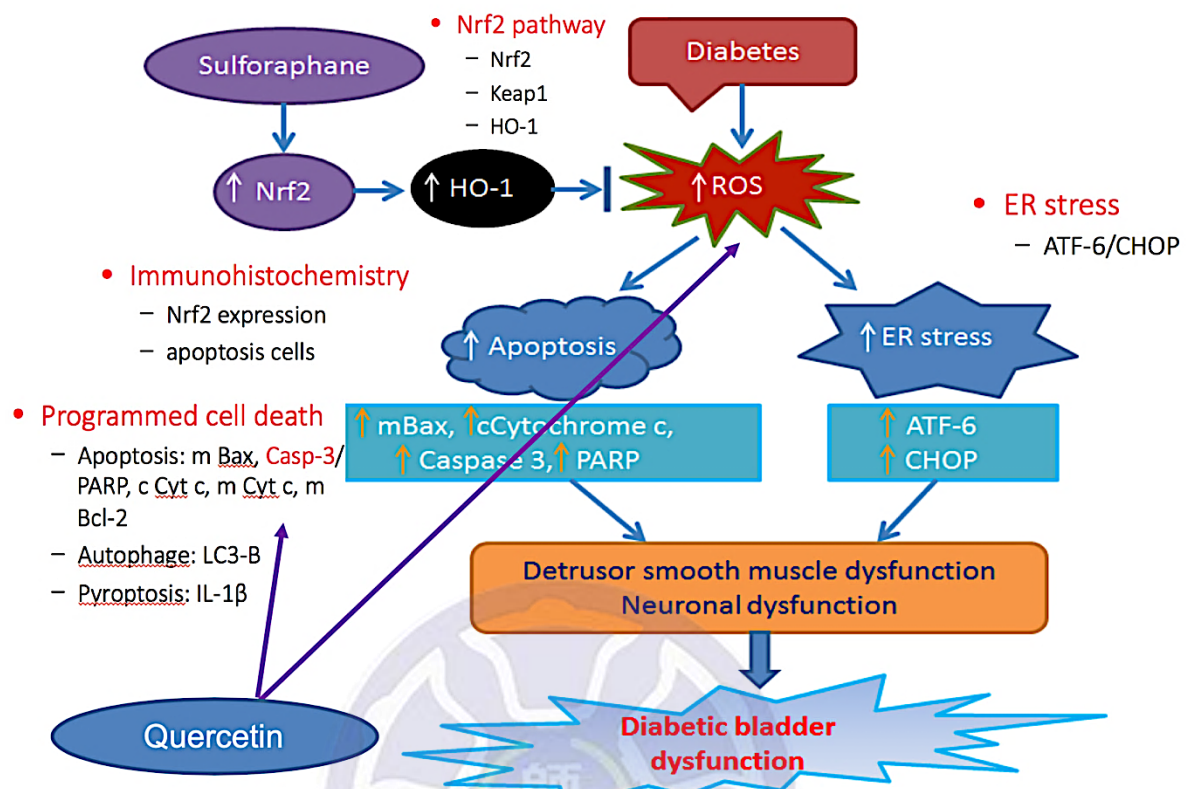 • Nrf2 pathway
– Nrf2
– Keap1
– HO-1
Sulforaphane
Diabetes
↑ Nrf2
↑ HO-1
↑ ROS
• ER stress
– ATF-6/CHOP
• Immunohistochemistry
– Nrf2 expression
– apoptosis cells
↑ Apoptosis
↑ ER stress
• Programmed cell death
– Apoptosis: m Bax, Casp-3/
PARP, c Cyt c, m Cyt c, m
Bcl-2
– Autophage: LC3-B
– Pyroptosis: IL-1β
↑ mBax, ↑cCytochrome c,
↑ Caspase 3,↑ PARP
↑ ATF-6
↑ CHOP
Detrusor smooth muscle dysfunction
Neuronal dysfunction
Quercetin
Diabetic bladder
dysfunction
師